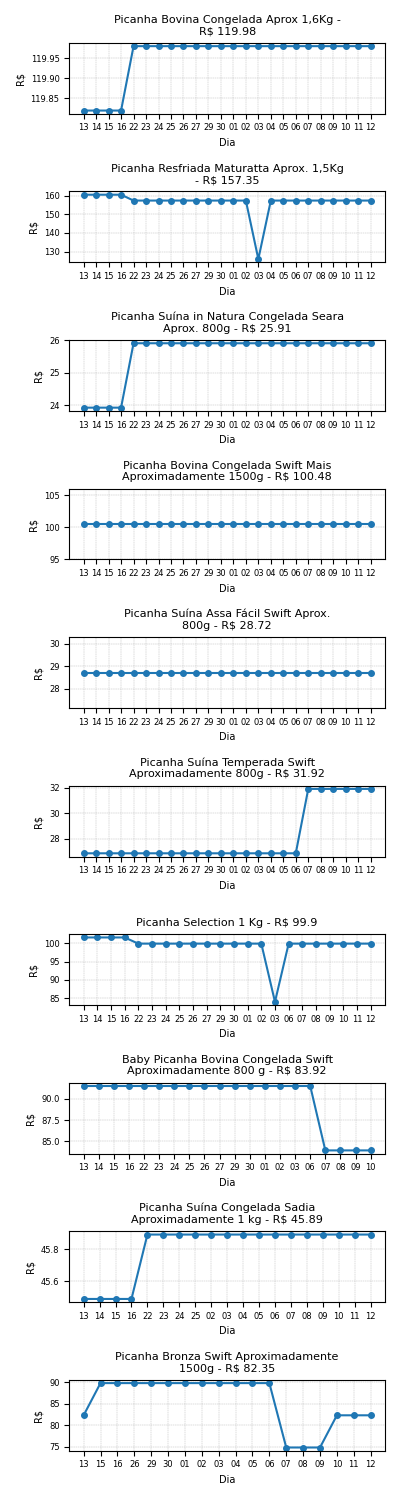 Picanha Bovina Congelada Aprox 1,6Kg -
R$ 119.98
119.95
119.90
119.85
R$
13 14 15 16 22 23 24 25 26 27 29 30 01 02 03 04 05 06 07 08 09 10 11 12
Dia
Picanha Resfriada Maturatta Aprox. 1,5Kg
- R$ 157.35
160
150
140
130
R$
13 14 15 16 22 23 24 25 26 27 29 30 01 02 03 04 05 06 07 08 09 10 11 12
Dia
Picanha Suína in Natura Congelada Seara
Aprox. 800g - R$ 25.91
26
25
24
R$
13 14 15 16 22 23 24 25 26 27 29 30 01 02 03 04 05 06 07 08 09 10 11 12
Dia
Picanha Bovina Congelada Swift Mais
Aproximadamente 1500g - R$ 100.48
105
100
95
R$
13 14 15 16 22 23 24 25 26 27 29 30 01 02 03 04 05 06 07 08 09 10 11 12
Dia
Picanha Suína Assa Fácil Swift Aprox.
800g - R$ 28.72
30
29
28
R$
13 14 15 16 22 23 24 25 26 27 29 30 01 02 03 04 05 06 07 08 09 10 11 12
Dia
Picanha Suína Temperada Swift
Aproximadamente 800g - R$ 31.92
32
30
28
R$
13 14 15 16 22 23 24 25 26 27 29 30 01 02 03 04 05 06 07 08 09 10 11 12
Dia
Picanha Selection 1 Kg - R$ 99.9
100
95
90
85
R$
13 14 15 16 22 23 24 25 26 27 29 30 01 02 03 06 07 08 09 10 11 12
Dia
Baby Picanha Bovina Congelada Swift
Aproximadamente 800 g - R$ 83.92
90.0
87.5
85.0
R$
13 14 15 16 22 23 24 25 26 27 29 30 01 02 03 06 07 08 09 10
Dia
Picanha Suína Congelada Sadia
Aproximadamente 1 kg - R$ 45.89
45.8
45.6
R$
13 14 15 16 22 23 24 25 02 03 04 05 06 07 08 09 10 11 12
Dia
Picanha Bronza Swift Aproximadamente
1500g - R$ 82.35
90
85
80
75
R$
13 15 16 26 29 30 01 02 03 04 05 06 07 08 09 10 11 12
Dia